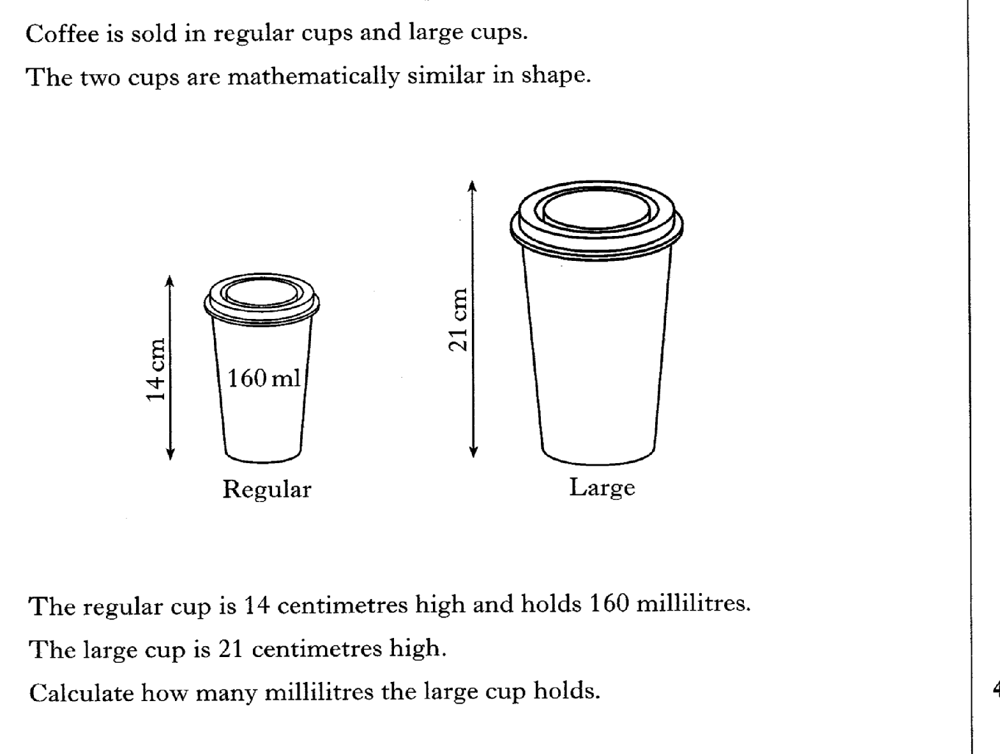 Coffee is sold in regular cups and large cups.
The two cups are mathematically similar in shape.
21 cm
14 cm
160 ml
Regular
Large
The regular cup is 14 centimetres high and holds 160 millilitres.
The large cup is 21 centimetres high.
Calculate how many millilitres the large cup holds.
4